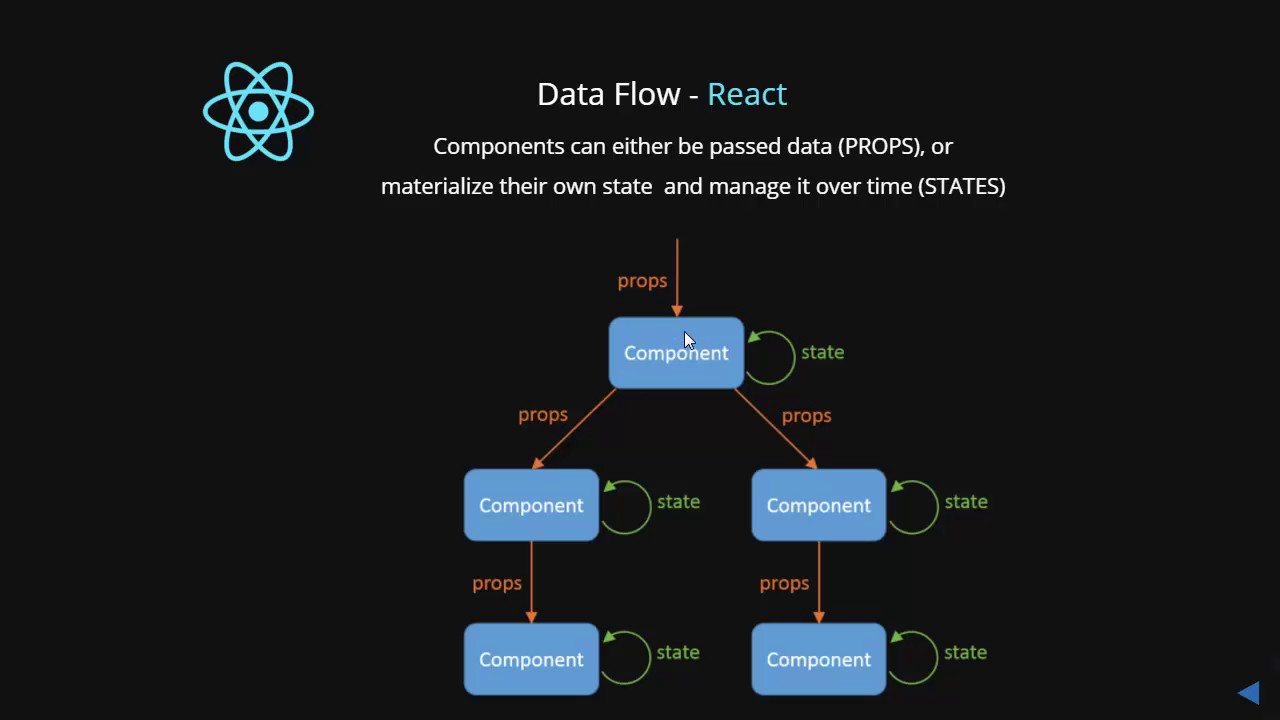 Data Flow - React
Components can either be passed data (PROPS), or
materialize their own state and manage it over time (STATES)
props
Component
state
props
props
Component
state
Component
state
props
props
Component
state
Component
state